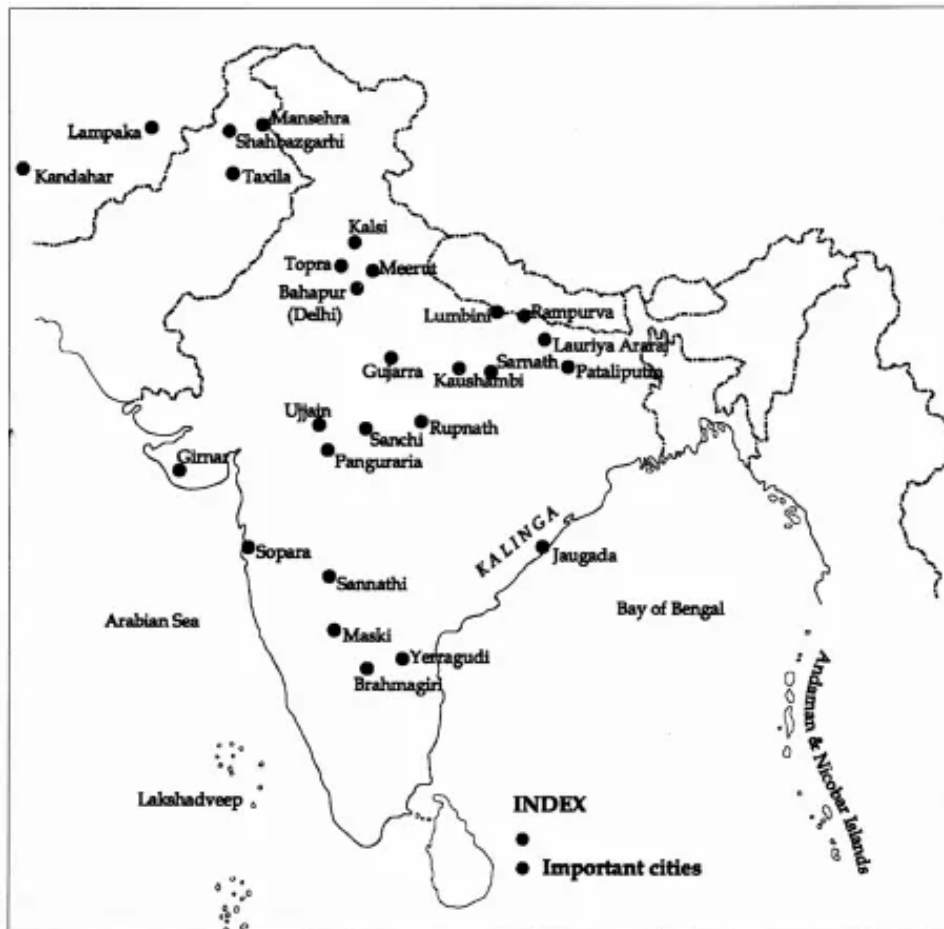 Mansehra
Lampaka
Shahbazgarhi
Kandahar
Taxila
Kalsi
Topra
Meerut
Bahapur
(Delhi)
Lumbini
Rampurva
Lauriya Araraj
Sarnath
Gujarra
Kaushambi
Pataliputra
Ujjain
Rupnath
Sanchi
Girnar
Panguraria
KALINGA
Sopara
Jaugada
Sannathi
Bay of Bengal
Arabian Sea
Maski
Yerragudi
Brahmagiri
Andaman & Nicobar Islands
Lakshadveep
INDEX
Important cities